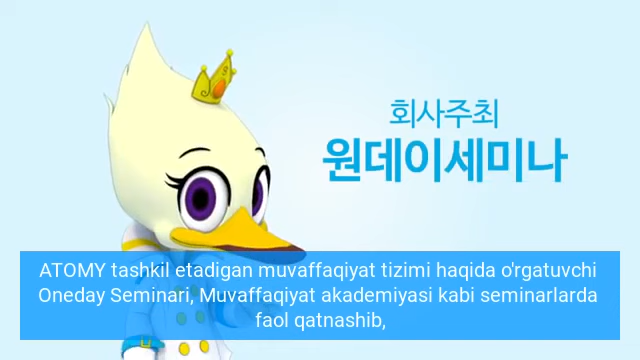 회사주최
원데이세미나
ATOMY tashkil etadigan muvaffaqiyat tizimi haqida o'rgatuvchi
Oneday Seminari, Muvaffaqiyat akademiyasi kabi seminarlarda
faol qatnashib,